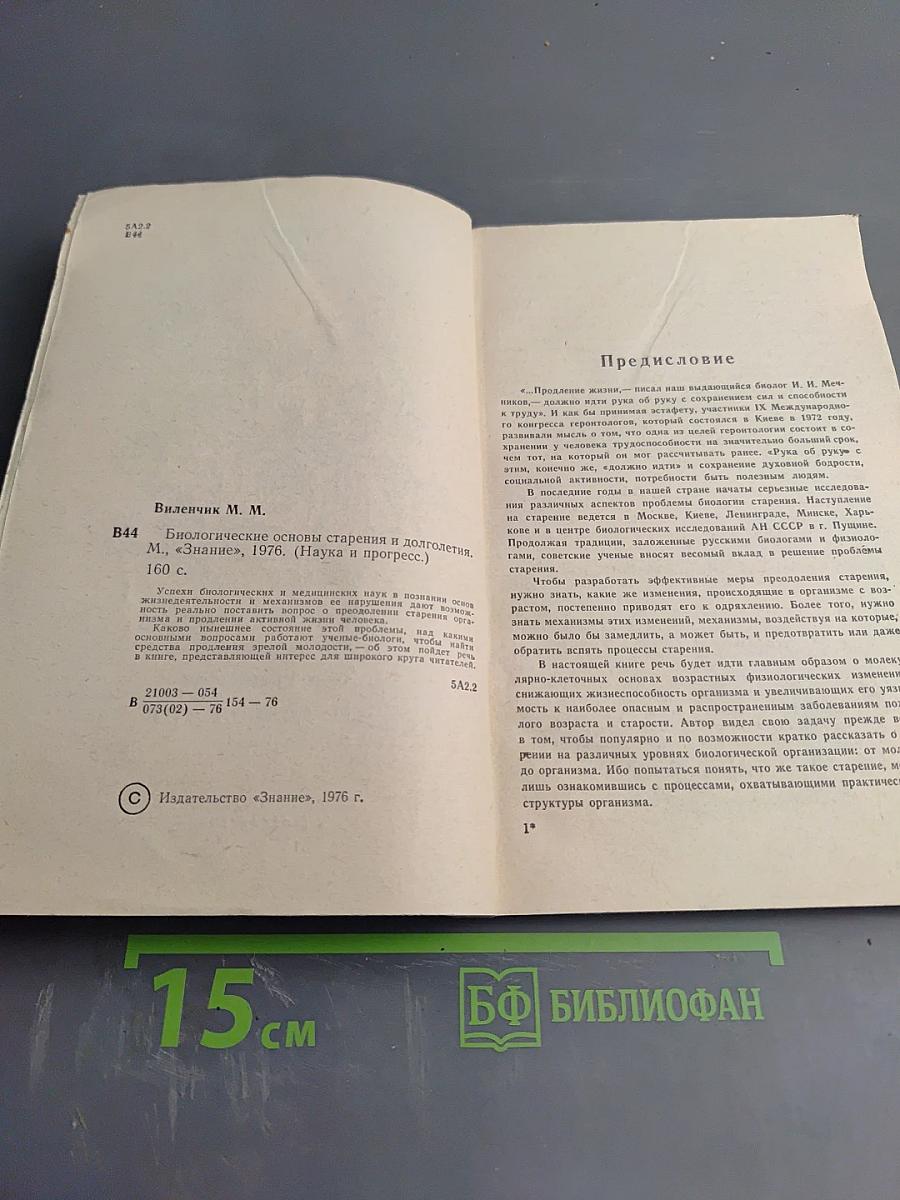 5А2.2
В44
Виленчик М. М.
В44 Биологические основы старения и долголетия.
М., «Знание», 1976. (Наука и прогресс.)
160 с.
Успехи биологических и медицинских наук в познании основ
жизнедеятельности и механизмов ее нарушения дают возмож-
ность реально поставить вопрос о преодолении старения орга-
низма и продлении активной жизни человека.
Каково нынешнее состояние этой проблемы, над какими
основными вопросами работают ученые-биологи, чтобы найти
средства продления зрелой молодости, — об этом пойдет речь
в книге, представляющей интерес для широкого круга читателей.
5А2.2
В 21003 — 054
073(02) — 76 154 — 76
© Издательство «Знание», 1976 г.
Предисловие
«...Продление жизни,— писал наш выдающийся биолог И. И. Меч-
ников,— должно идти рука об руку с сохранением сил и способности
к труду». И как бы принимая эстафету, участники IX Международно-
го конгресса геронтологов, который состоялся в Киеве в 1972 году,
развивали мысль о том, что одна из целей геронтологии состоит в со-
хранении у человека трудоспособности на значительно больший срок,
чем тот, на который он мог рассчитывать ранее. «Рука об руку» с
этим, конечно же, «должно идти» и сохранение духовной бодрости,
социальной активности, потребности быть полезным людям.
В последние годы в нашей стране начаты серьезные исследова-
ния различных аспектов проблемы биологии старения. Наступление
на старение ведется в Москве, Киеве, Ленинграде, Минске, Харь-
кове и в центре биологических исследований АН СССР в г. Пущине.
Продолжая традиции, заложенные русскими биологами и физиоло-
гами, советские ученые вносят весомый вклад в решение проблемы
старения.
Чтобы разработать эффективные меры преодоления старения,
нужно знать, какие же изменения, происходящие в организме с воз-
растом, постепенно приводят его к одряхлению. Более того, нужно
знать механизмы этих изменений, механизмы, воздействуя на которые,
можно было бы замедлить, а может быть, и предотвратить или даже
обратить вспять процессы старения.
В настоящей книге речь будет идти главным образом о молеку
лярно-клеточных основах возрастных физиологических изменени
снижающих жизнеспособность организма и увеличивающих его уязв
мость к наиболее опасным и распространенным заболеваниям пож
лого возраста и старости. Автор видел свою задачу прежде в
в том, чтобы популярно и по возможности кратко рассказать о
рении на различных уровнях биологической организации: от мол
до организма. Ибо попытаться понять, что же такое старение, мо
лишь ознакомившись с процессами, охватывающими практичес
структуры организма.
1*
15 см
БФ БИБЛИОФАН